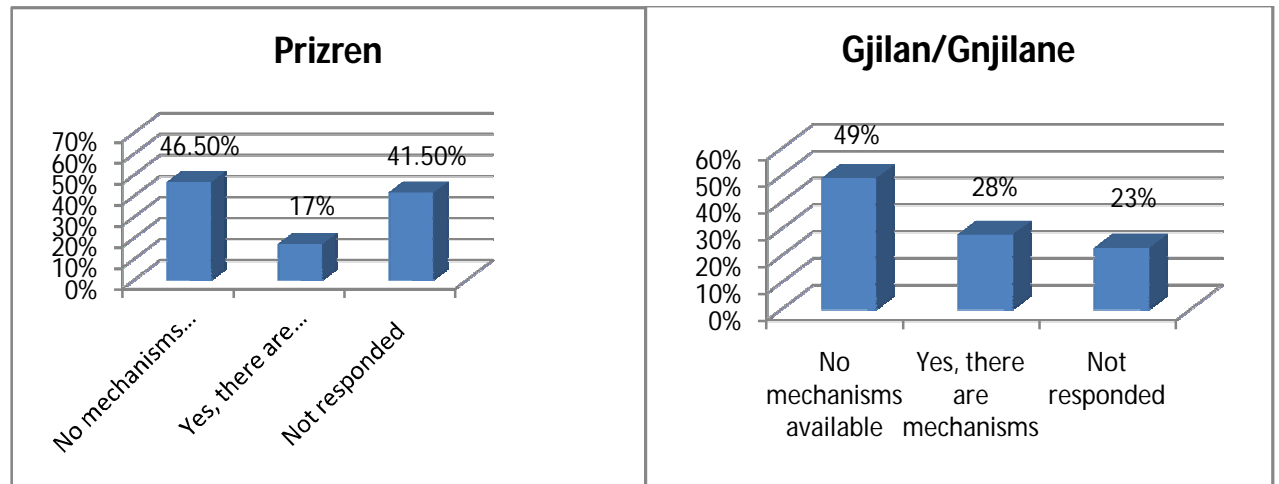 Prizren
70%
60%
50%
40%
30%
20%
10%
0%
46.50%
17%
41.50%
No mechanisms...
Yes, there are...
Not responded
Gjilan/Gnjilane
60%
50%
40%
30%
20%
10%
0%
49%
28%
23%
No
mechanisms
available
Yes, there
are
mechanisms
Not
responded